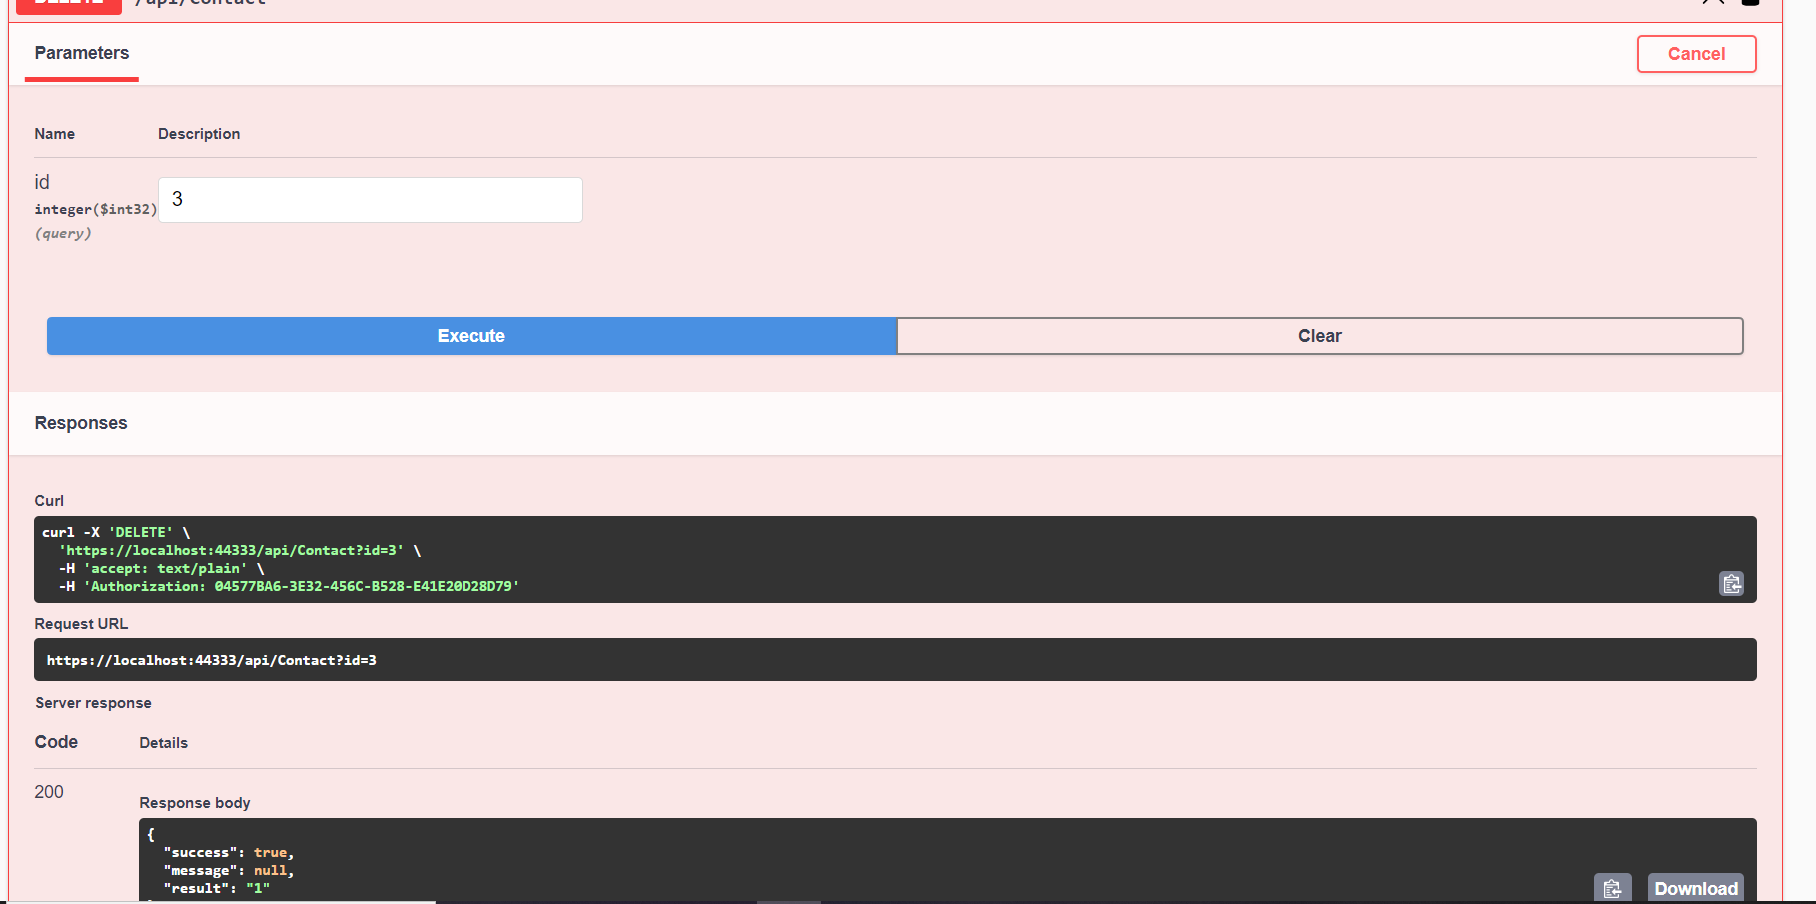 DELETE /api/Contact
Parameters
Cancel
Name Description
id
integer($int32)
(query)
3
Execute
Clear
Responses
Curl
curl -X 'DELETE' \
'https://localhost:44333/api/Contact?id=3' \
-H 'accept: text/plain' \
-H 'Authorization: 04577BA6-3E32-456C-B528-E41E20D28D79'
Request URL
https://localhost:44333/api/Contact?id=3
Server response
Code Details
200
Response body
{
"success": true,
"message": null,
"result": "1"
Download